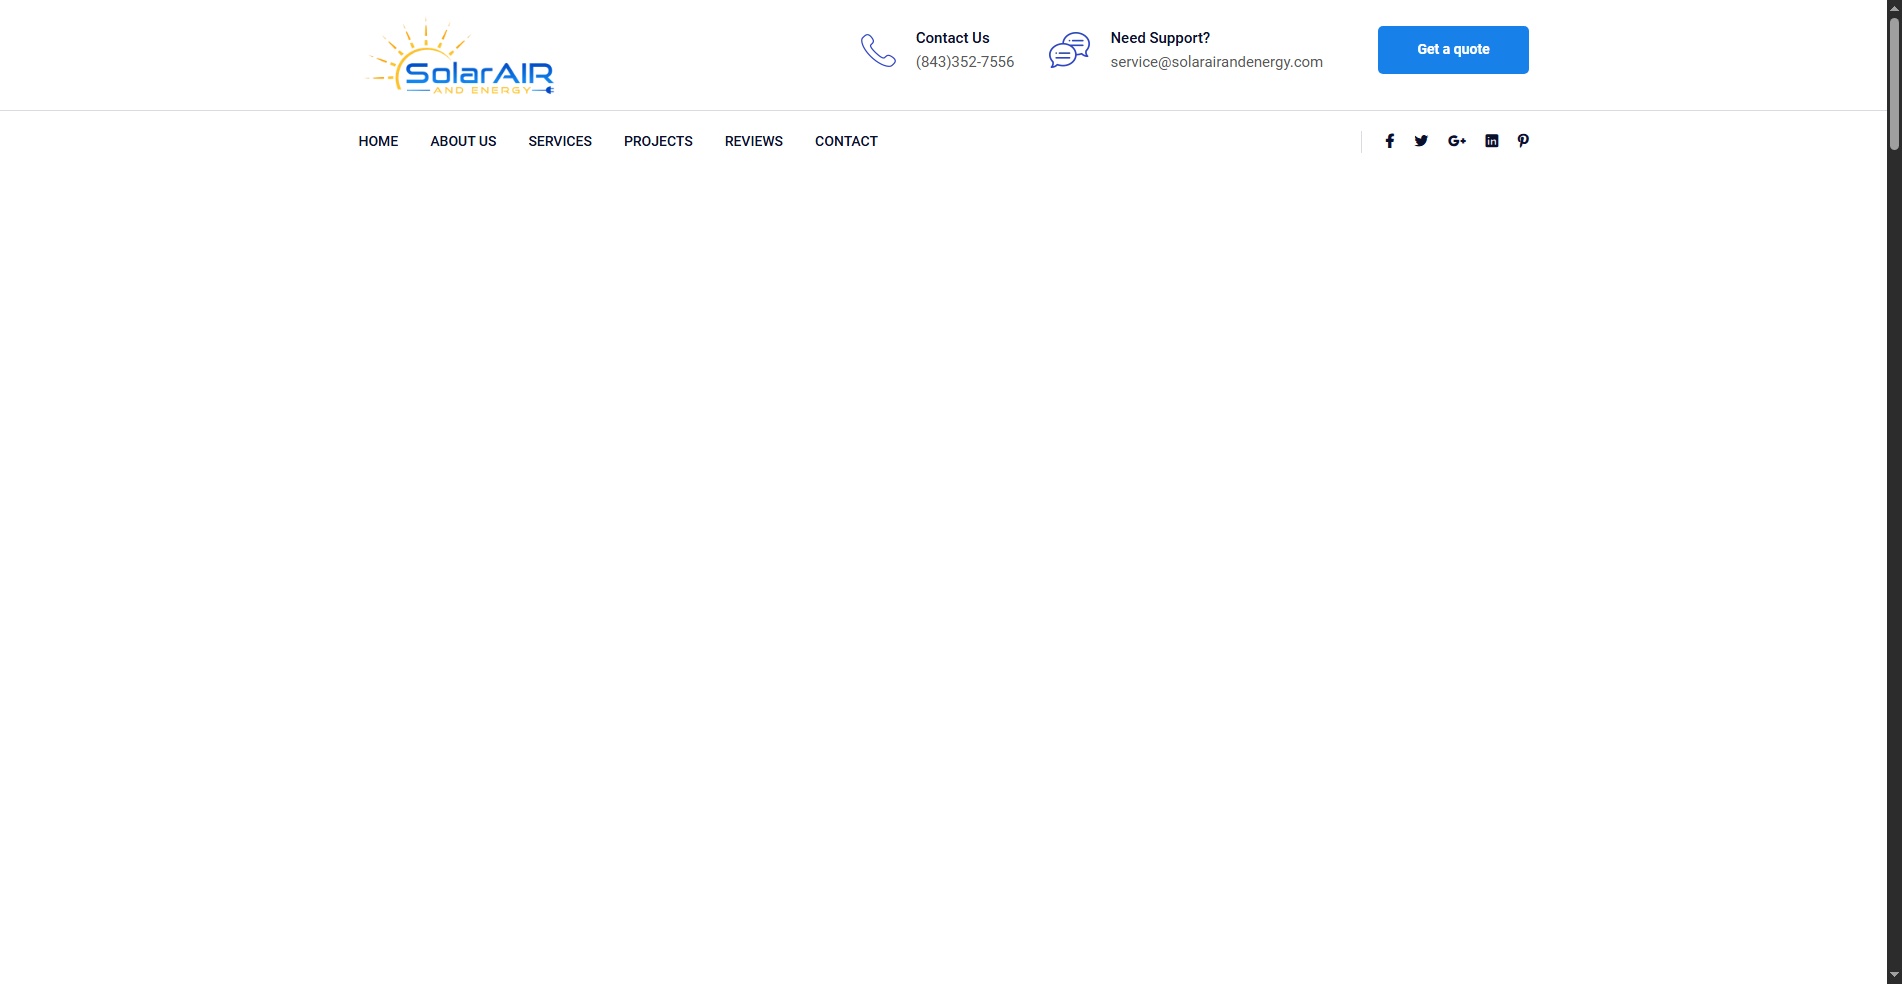 SolarAIR
AND ENERGY
Contact Us
(843)352-7556
Need Support?
service@solarairandenergy.com
Get a quote
HOME
ABOUT US
SERVICES
PROJECTS
REVIEWS
CONTACT